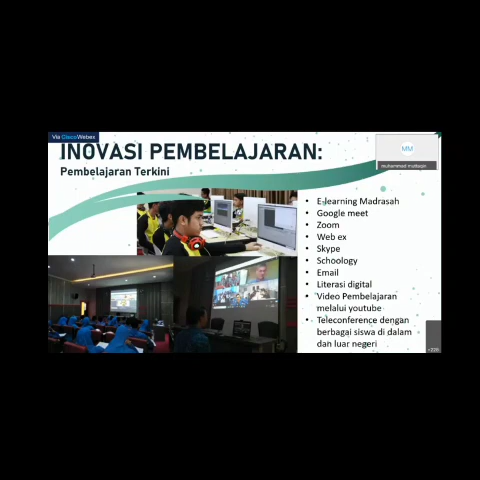 Via Cisco Webex
INOVASI PEMBELAJARAN:
Pembelajaran Terkini
MM
muhammad muttaqin
• E-learning Madrasah
• Google meet
• Zoom
• Web ex
• Skype
• Schoology
• Email
• Literasi digital
• Video Pembelajaran
melalui youtube
• Teleconference dengan
berbagai siswa di dalam
dan luar negeri